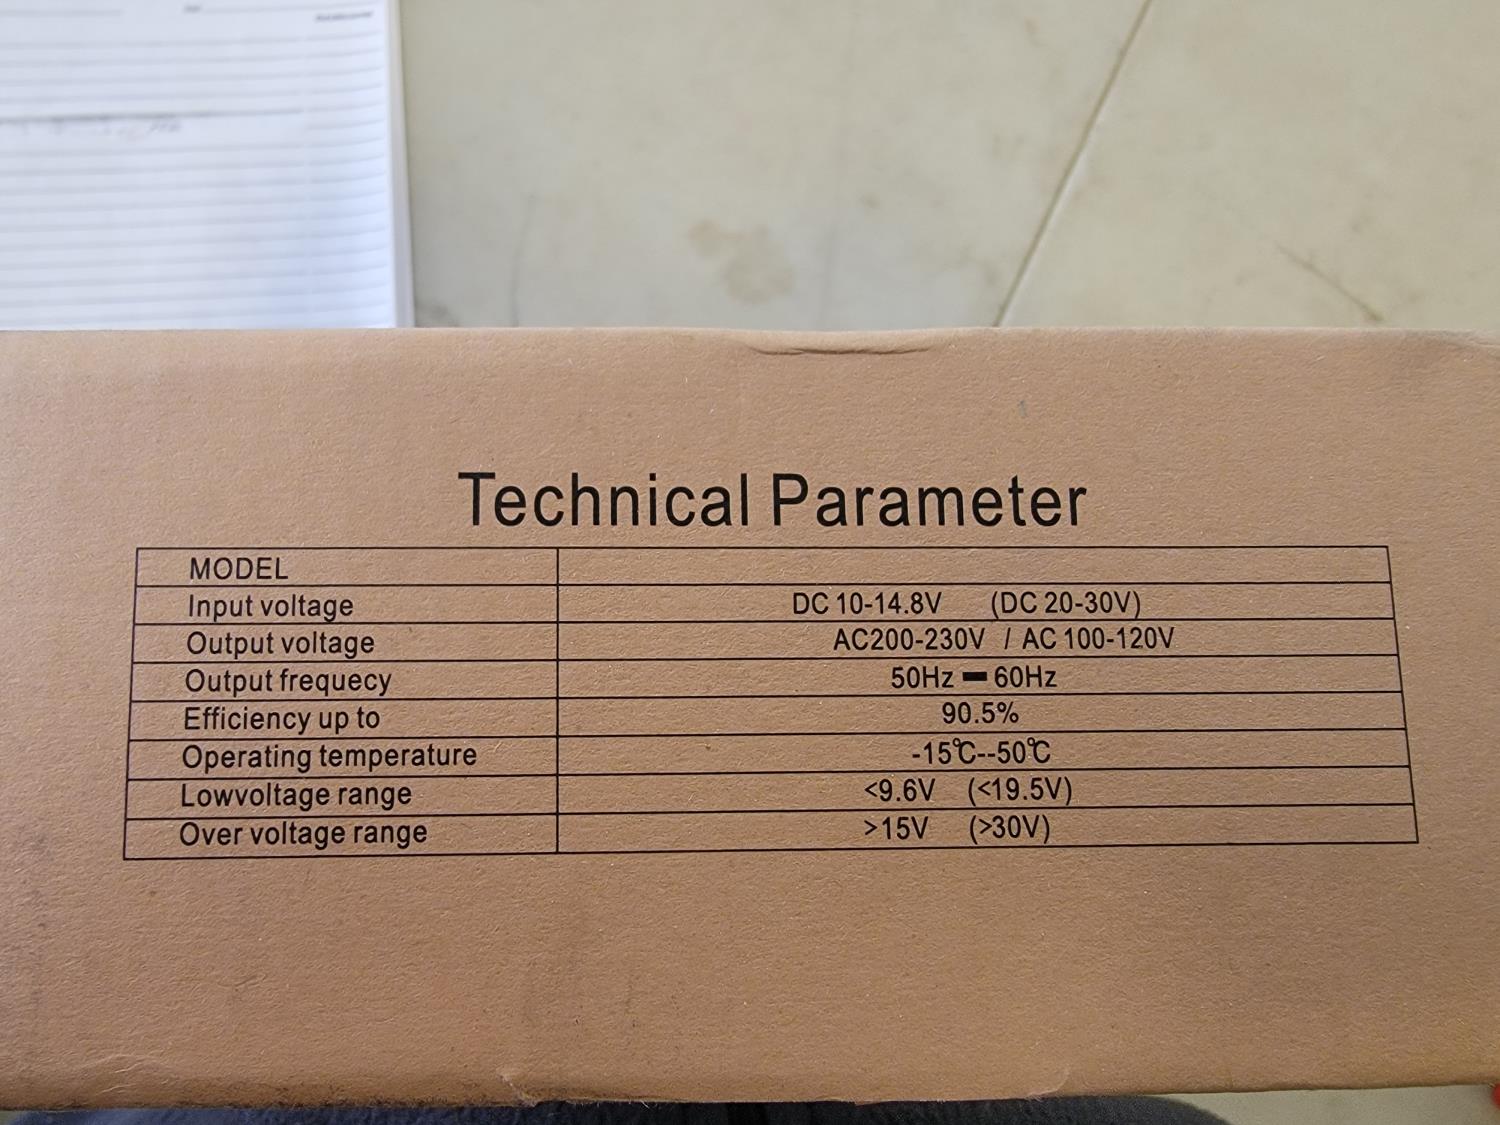 Technical Parameter
MODEL
Input voltage DC 10-14.8V (DC 20-30V)
Output voltage AC200-230V / AC 100-120V
Output frequecy 50Hz ━ 60Hz
Efficiency up to 90.5%
Operating temperature -15℃--50℃
Lowvoltage range <9.6V (<19.5V)
Over voltage range >15V (>30V)